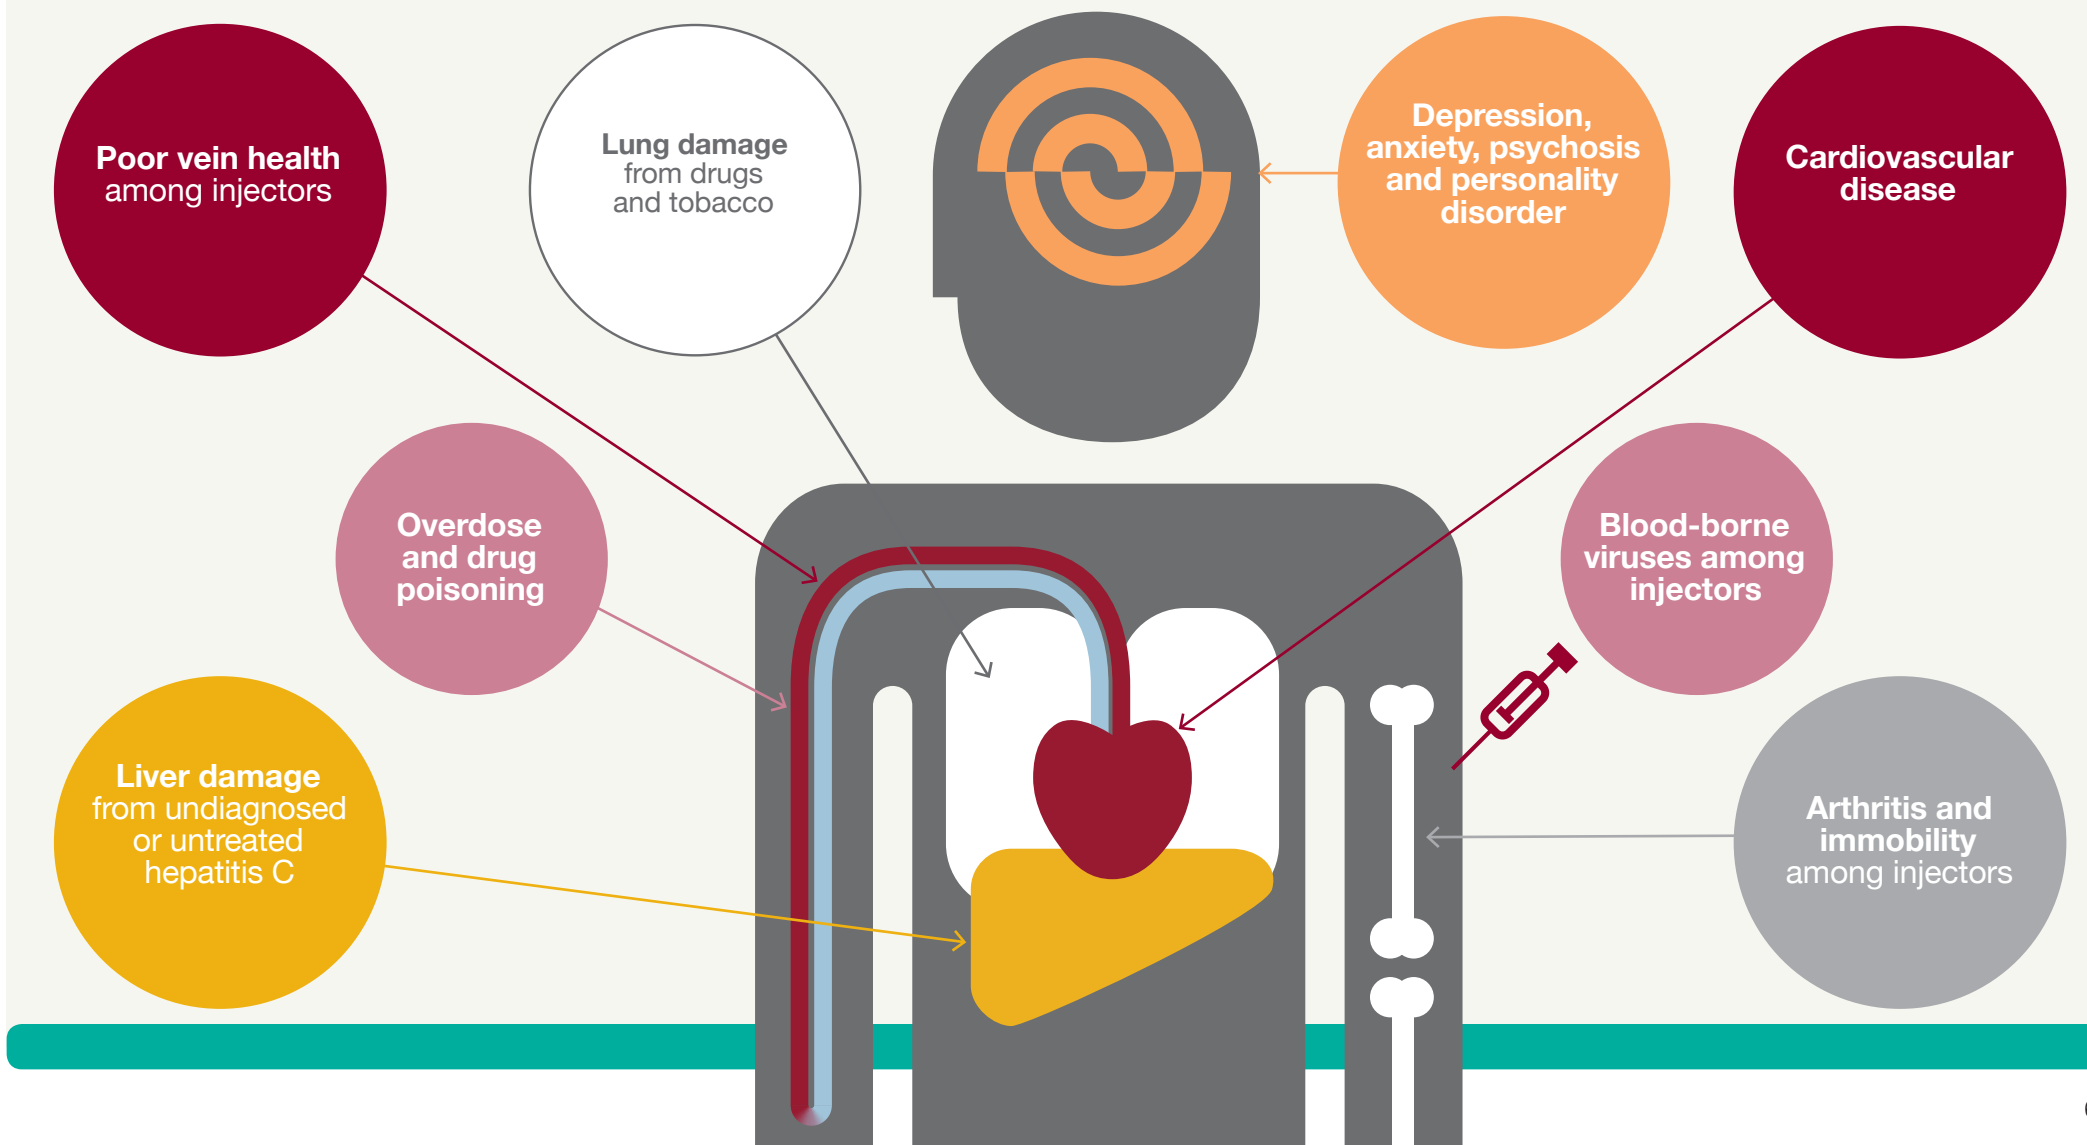 Poor vein health
among injectors
Lung damage
from drugs
and tobacco
Depression,
anxiety, psychosis
and personality
disorder
Cardiovascular
disease
Overdose
and drug
poisoning
Blood-borne
viruses among
injectors
Liver damage
from undiagnosed
or untreated
hepatitis C
Arthritis and
immobility
among injectors